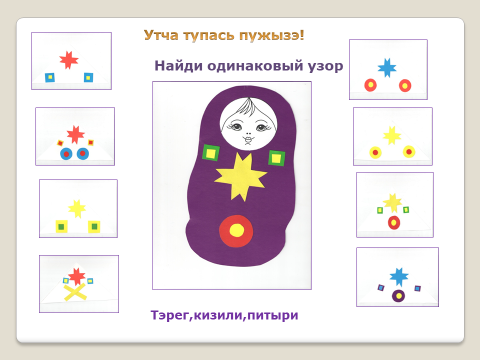 Утча тупась пужызэ!
Найди одинаковый узор
Тэрег,кизили,питыри